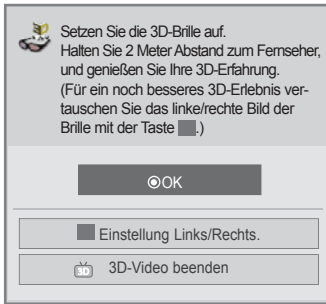 Setzen Sie die 3D-Brille auf.
Halten Sie 2 Meter Abstand zum Fernseher,
und genießen Sie Ihre 3D-Erfahrung.
(Für ein noch besseres 3D-Erlebnis ver-
tauschen Sie das linke/rechte Bild der
Brille mit der Taste .)
OK
Einstellung Links/Rechts.
3D 3D-Video beenden